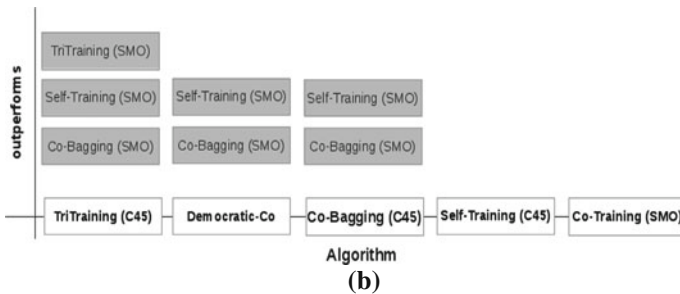 outperforms
TriTraining (SMO)
Self-Training (SMO) Self-Training (SMO) Self-Training (SMO)
Co-Bagging (SMO) Co-Bagging (SMO) Co-Bagging (SMO)
TriTraining (C45) Democratic-Co Co-Bagging (C45) Self-Training (C45) Co-Training (SMO)
Algorithm
(b)